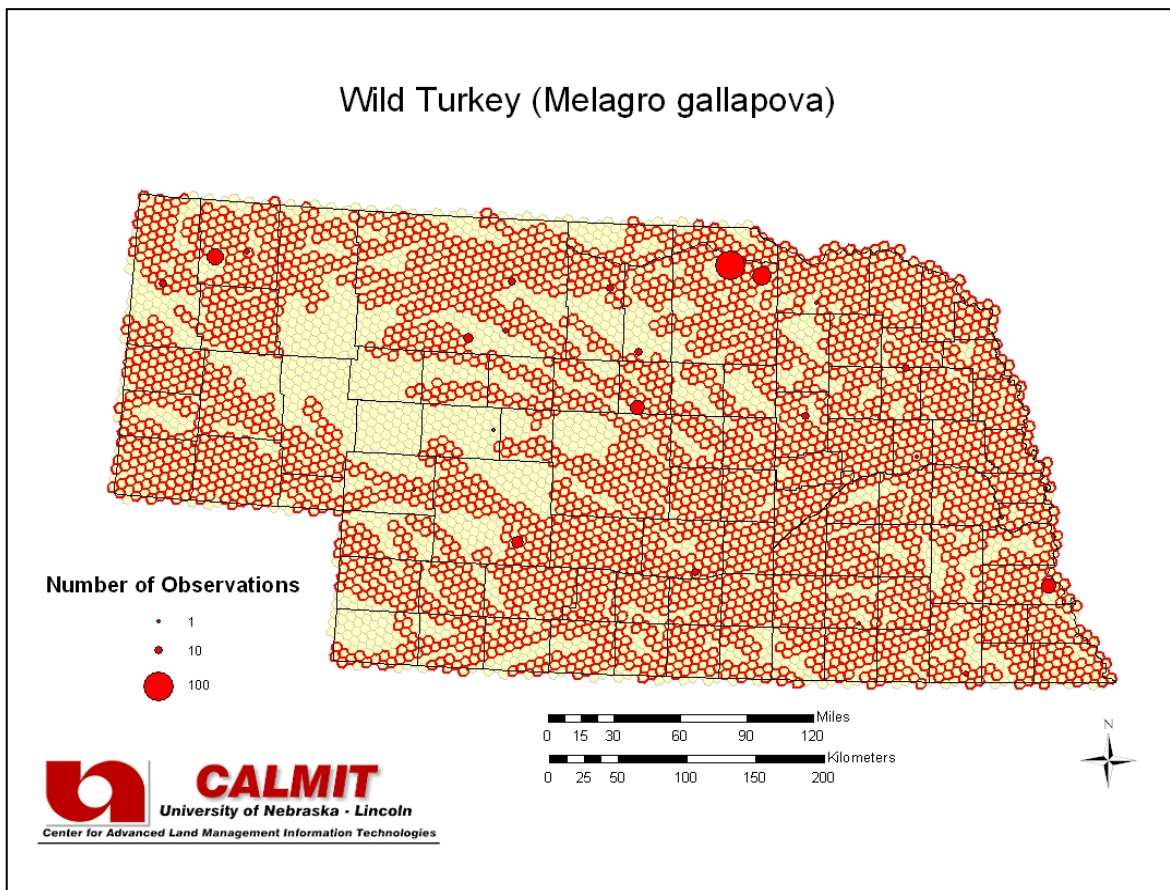 Wild Turkey (Melagro gallapova)
Number of Observations
1
10
100
Miles
0 15 30 60 90 120
Kilometers
0 25 50 100 150 200
N
CALMIT
University of Nebraska - Lincoln
Center for Advanced Land Management Information Technologies